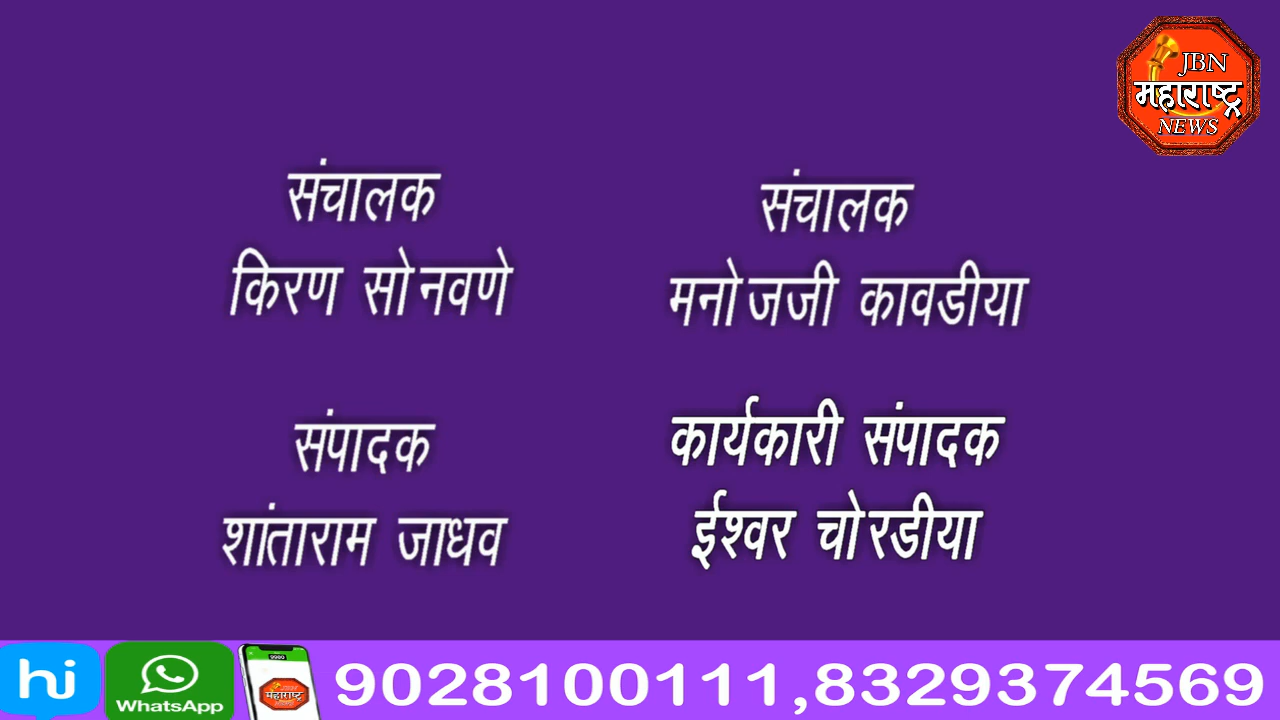 JBN
महाराष्ट्र
NEWS
संचालक
किरण सोनवणे
संचालक
मनोजजी कावडीया
संपादक
शांताराम जाधव
कार्यकारी संपादक
ईश्वर चोरडीया
hi
WhatsApp
महाराष्ट्र
9028100111,8329374569